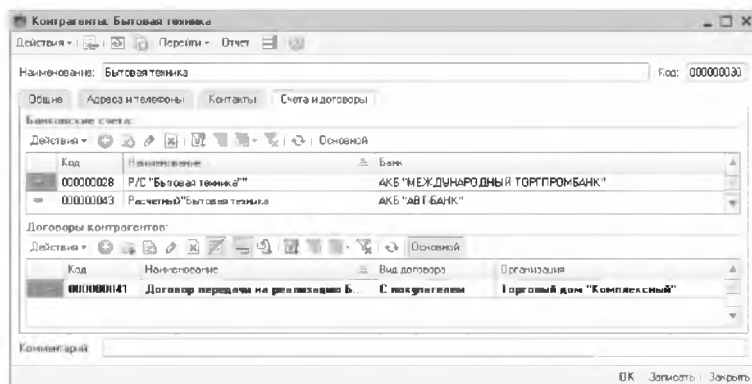 Контрагенты: Бытовая техника
Действия Перейти Отчет
Наименование: Бытовая техника Код: 000000030
Общие Адреса и телефоны Контакты Счета и договоры
Банковские счета:
Действия Основной
Код Наименование Банк
000000028 Р/С "Бытовая техника"" АКБ "МЕЖДУНАРОДНЫЙ ТОРГПРОМБАНК"
000000043 Расчетный"Бытовая техника АКБ "АВТ-БАНК"
Договоры контрагентов:
Действия Основной
Код Наименование Вид договора Организация
000000041 Договор передачи на реализацию Б... С покупателем Торговый дом "Комплексный"
Комментарий:
OK Записать Закрыть